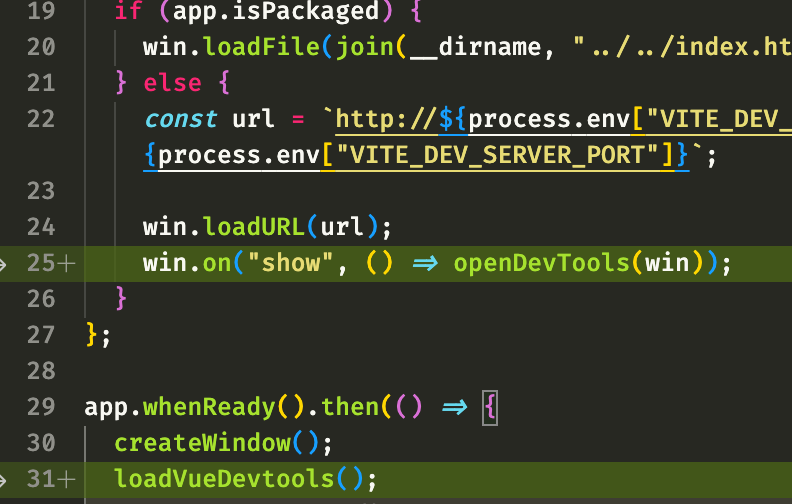 19 if (app.isPackaged) {
20 win.loadFile(join(__dirname, "../../index.ht
21 } else {
22 const url = `http://${process.env["VITE_DEV_
{process.env["VITE_DEV_SERVER_PORT"]}`;
23
24 win.loadURL(url);
25+ win.on("show", () => openDevTools(win));
26 }
27 };
28
29 app.whenReady().then(() => {
30 createWindow();
31+ loadVueDevtools();